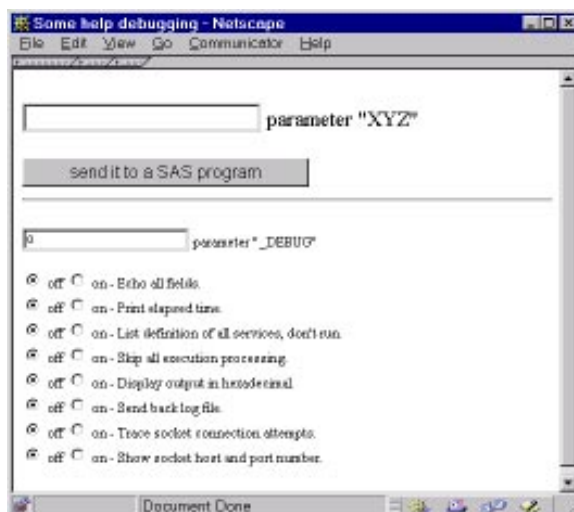 Some help debugging - Netscape
File Edit View Go Communicator Help
parameter "XYZ"
send it to a SAS program
0 parameter "_DEBUG"
off on - Echo all fields.
off on - Print elapsed time.
off on - List definition of all services, don't run.
off on - Skip all execution processing.
off on - Display output in hexadecimal
off on - Send back log file.
off on - Trace socket connection attempts.
off on - Show socket host and port number.
Document Done